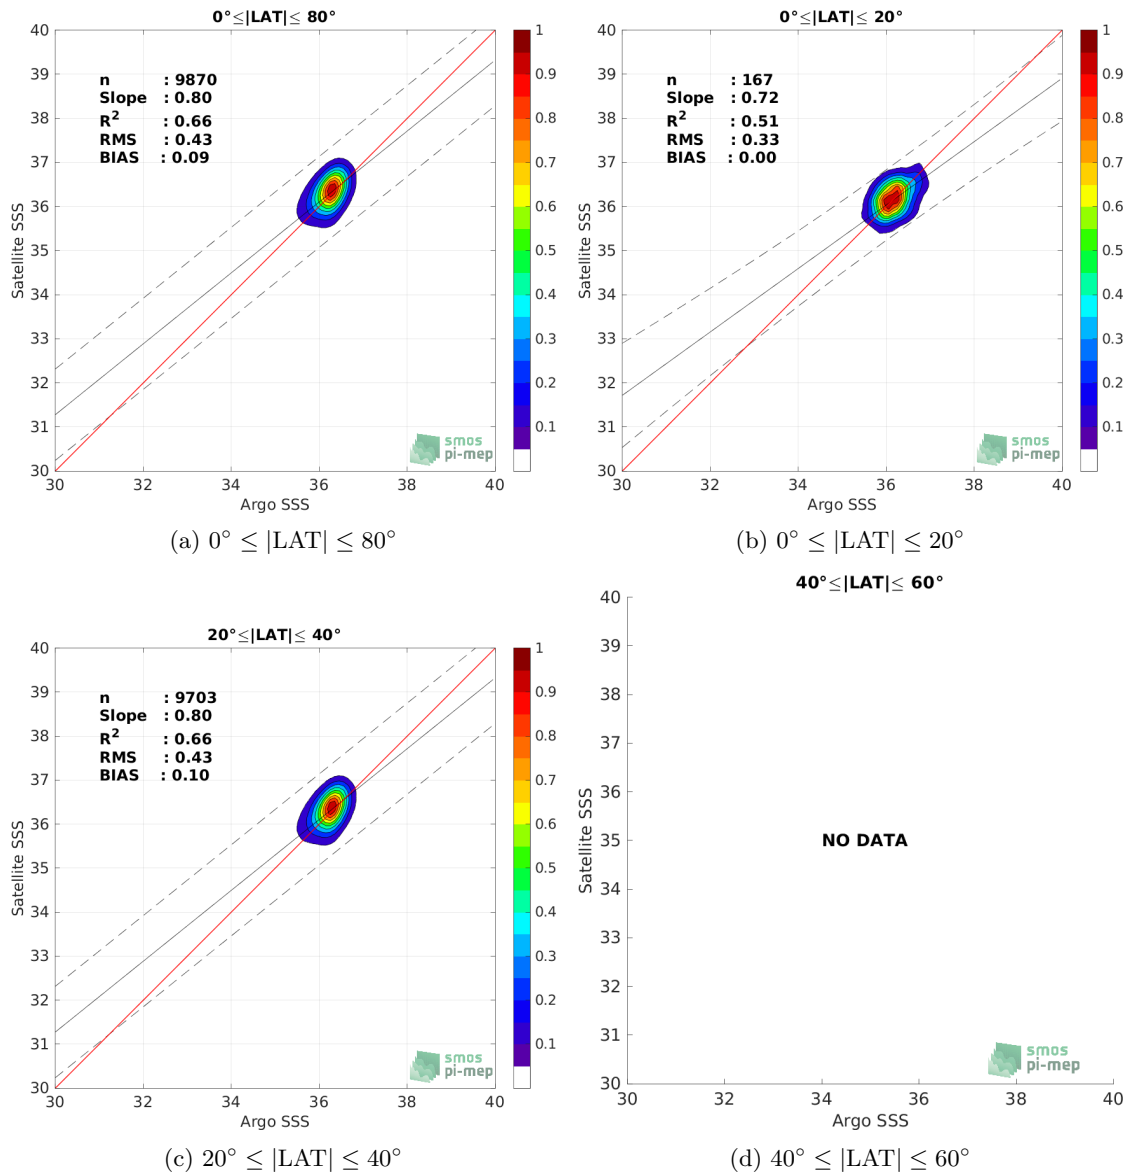 0°≤|LAT|≤ 80°
40
39
38
37
36
35
34
33
32
31
30
Satellite SSS
n : 9870
Slope : 0.80
R2 : 0.66
RMS : 0.43
BIAS : 0.09
smos
pi-mep
30 32 34 36 38 40
Argo SSS
1
0.9
0.8
0.7
0.6
0.5
0.4
0.3
0.2
0.1
(a) 0° ≤ |LAT| ≤ 80°
0°≤|LAT|≤ 20°
40
39
38
37
36
35
34
33
32
31
30
Satellite SSS
n : 167
Slope : 0.72
R2 : 0.51
RMS : 0.33
BIAS : 0.00
smos
pi-mep
30 32 34 36 38 40
Argo SSS
1
0.9
0.8
0.7
0.6
0.5
0.4
0.3
0.2
0.1
(b) 0° ≤ |LAT| ≤ 20°
20°≤|LAT|≤ 40°
40
39
38
37
36
35
34
33
32
31
30
Satellite SSS
n : 9703
Slope : 0.80
R2 : 0.66
RMS : 0.43
BIAS : 0.10
smos
pi-mep
30 32 34 36 38 40
Argo SSS
1
0.9
0.8
0.7
0.6
0.5
0.4
0.3
0.2
0.1
(c) 20° ≤ |LAT| ≤ 40°
40°≤|LAT|≤ 60°
40
39
38
37
36
35
34
33
32
31
30
Satellite SSS
NO DATA
smos
pi-mep
30 32 34 36 38 40
Argo SSS
(d) 40° ≤ |LAT| ≤ 60°